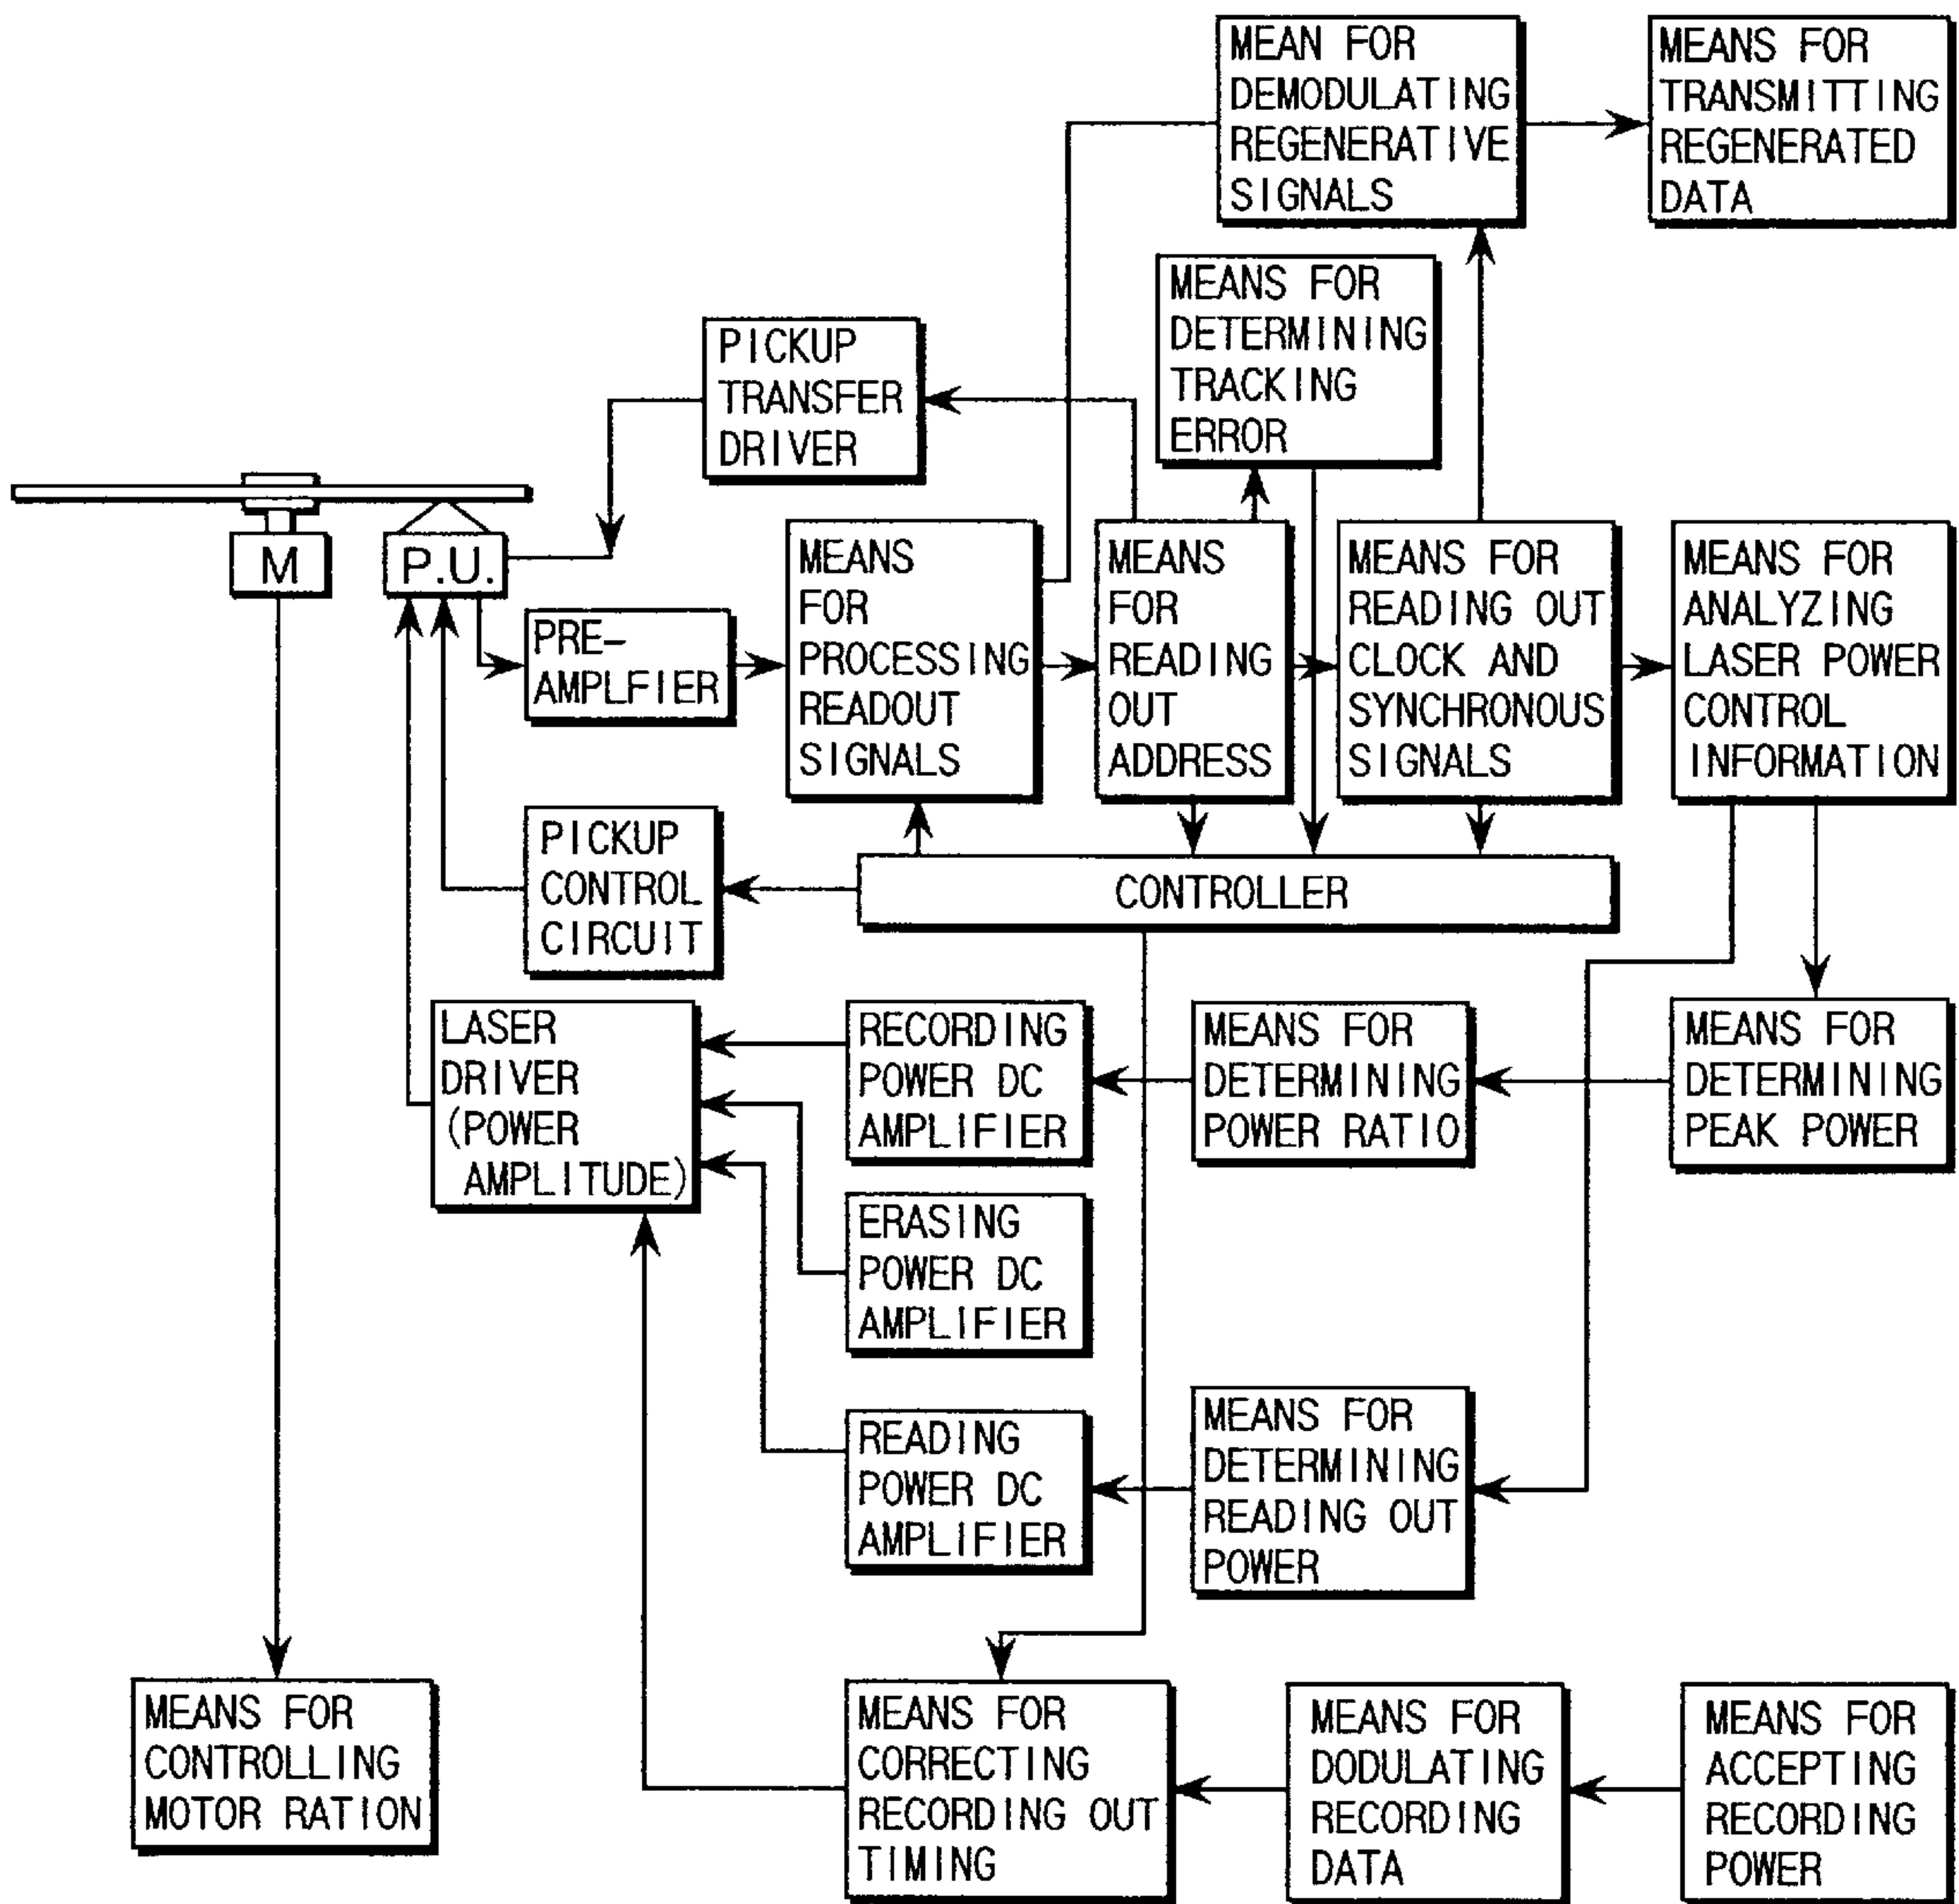 MEAN FOR
DEMODULATING
REGENERATIVE
SIGNALS
MEANS FOR
TRANSMITTING
REGENERATED
DATA
MEANS FOR
DETERMINING
TRACKING
ERROR
PICKUP
TRANSFER
DRIVER
M
P.U.
PRE-
AMPLFIER
MEANS
FOR
PROCESSING
READOUT
SIGNALS
MEANS
FOR
READING
OUT
ADDRESS
MEANS FOR
READING OUT
CLOCK AND
SYNCHRONOUS
SIGNALS
MEANS FOR
ANALYZING
LASER POWER
CONTROL
INFORMATION
PICKUP
CONTROL
CIRCUIT
CONTROLLER
LASER
DRIVER
(POWER
AMPLITUDE)
RECORDING
POWER DC
AMPLIFIER
MEANS FOR
DETERMINING
POWER RATIO
MEANS FOR
DETERMINING
PEAK POWER
ERASING
POWER DC
AMPLIFIER
READING
POWER DC
AMPLIFIER
MEANS FOR
DETERMINING
READING OUT
POWER
MEANS FOR
CONTROLLING
MOTOR RATION
MEANS FOR
CORRECTING
RECORDING OUT
TIMING
MEANS FOR
DODULATING
RECORDING
DATA
MEANS FOR
ACCEPTING
RECORDING
POWER